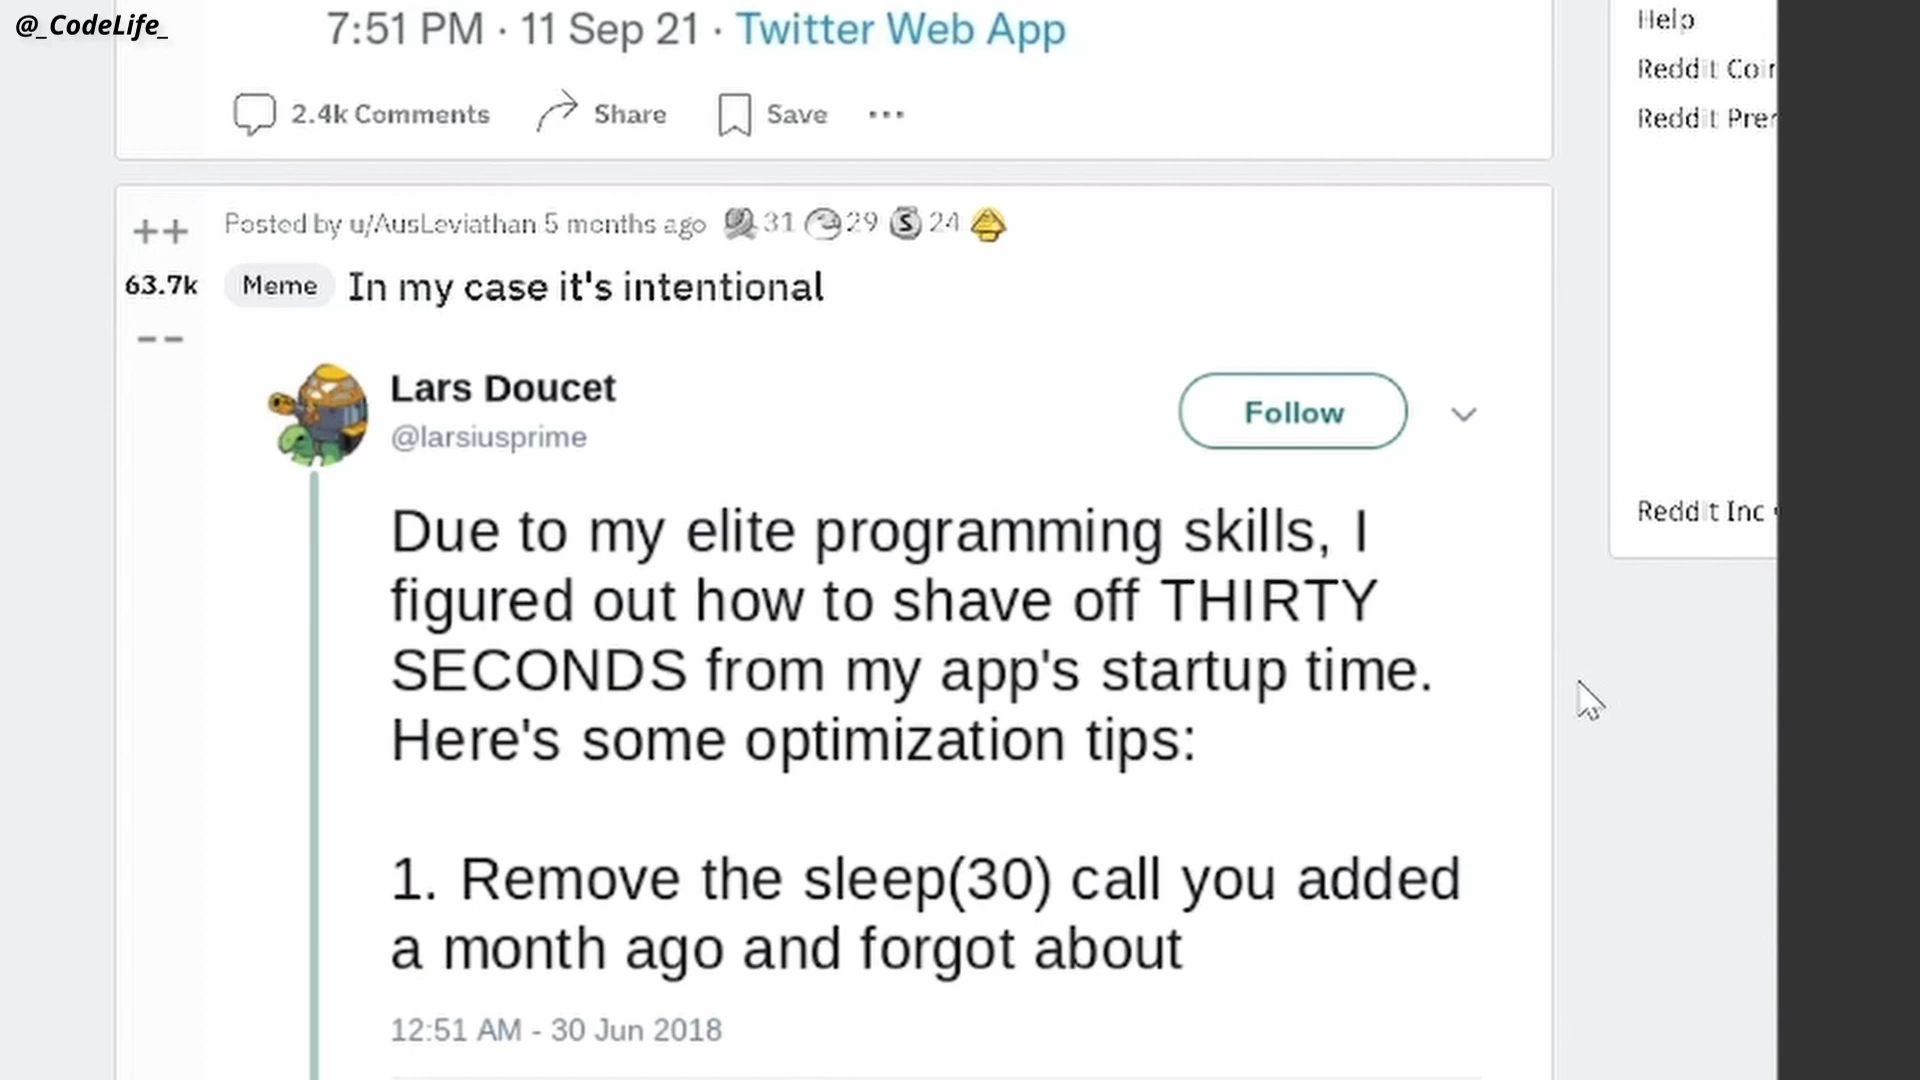 @_CodeLife_
7:51 PM · 11 Sep 21 · Twitter Web App
Help
Reddit Coi
Reddit Pre
2.4k Comments Share Save ...
++ Posted by u/AusLeviathan 5 months ago 31 29 S 24
63.7k Meme In my case it's intentional
--
Lars Doucet
@larsiusprime
Follow
Due to my elite programming skills, I
figured out how to shave off THIRTY
SECONDS from my app's startup time.
Here's some optimization tips:
Reddit Inc
1. Remove the sleep(30) call you added
a month ago and forgot about
12:51 AM - 30 Jun 2018